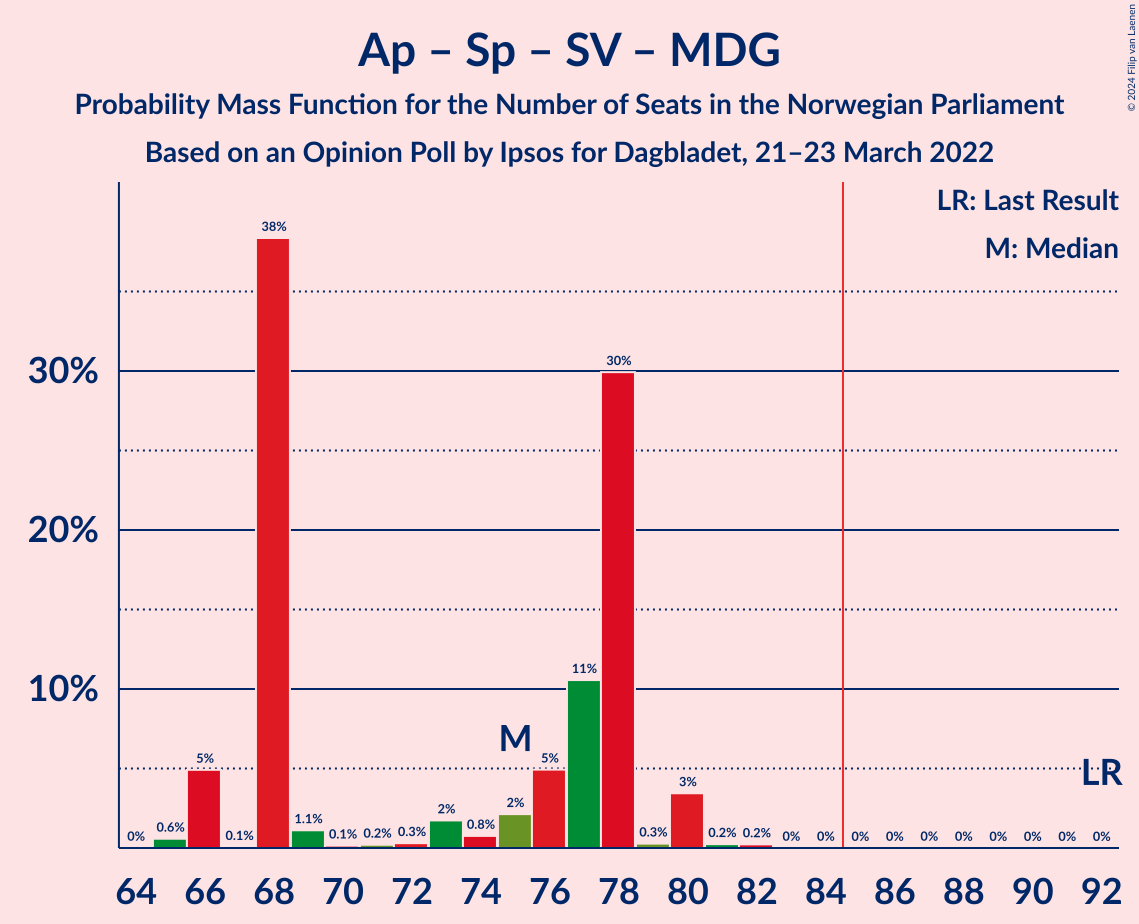 Ap – Sp – SV – MDG
Probability Mass Function for the Number of Seats in the Norwegian Parliament
Based on an Opinion Poll by Ipsos for Dagbladet, 21–23 March 2022
© 2024 Filip van Laenen
LR: Last Result
M: Median
30%
20%
10%
0% 0.6% 5% 0.1% 38% 1.1% 0.1% 0.2% 0.3% 2% 0.8% 2% 5% 11% 30% 0.3% 3% 0.2% 0.2% 0% 0% 0% 0% 0% 0% 0% 0% 0% 0%
M
LR
64 66 68 70 72 74 76 78 80 82 84 86 88 90 92